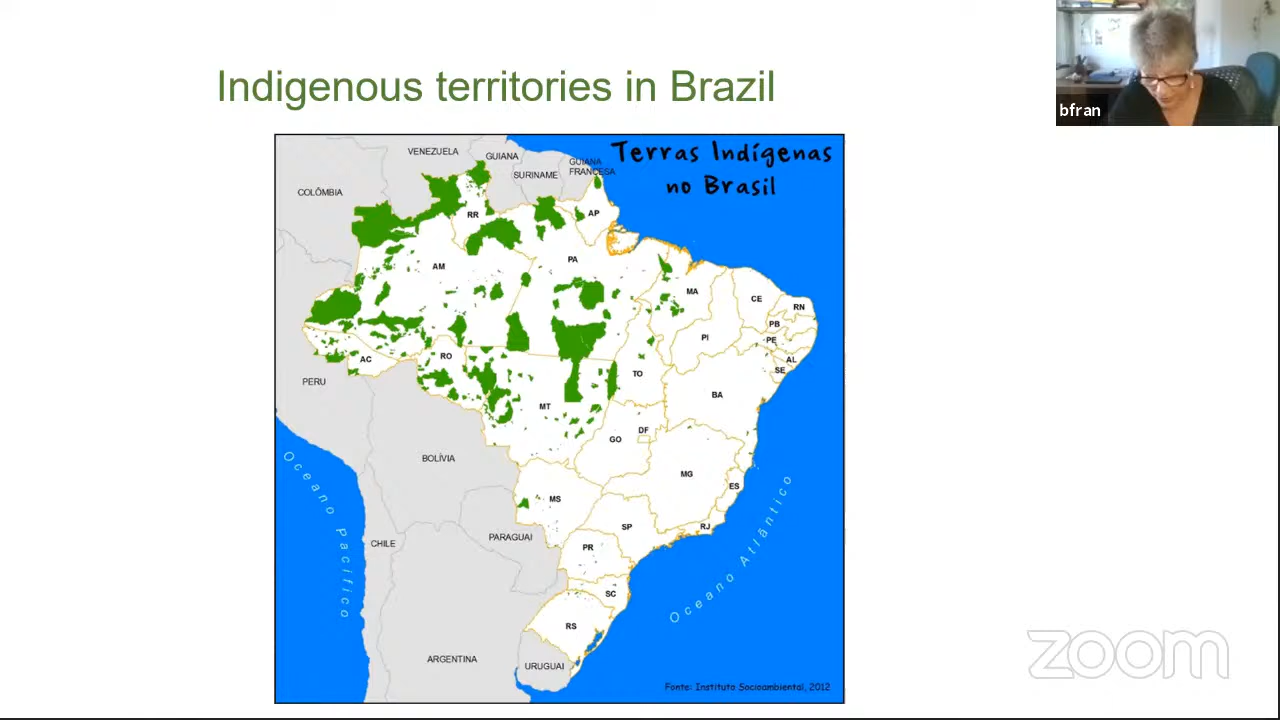 Indigenous territories in Brazil
bfran
Terras Indígenas
no Brasil
VENEZUELA
GUIANA
GUIANA
FRANCESA
SURINAME
COLÔMBIA
RR
AP
AM
PA
MA
CE
RN
PB
PE
PI
AL
SE
AC
RO
TO
PERU
BA
MT
DF
GO
BOLÍVIA
MG
ES
MS
SP
RJ
PARAGUAI
CHILE
PR
SC
RS
ARGENTINA
URUGUAI
Oceano Pacífico
Oceano Atlântico
Fonte: Instituto Socioambiental, 2012
zoom